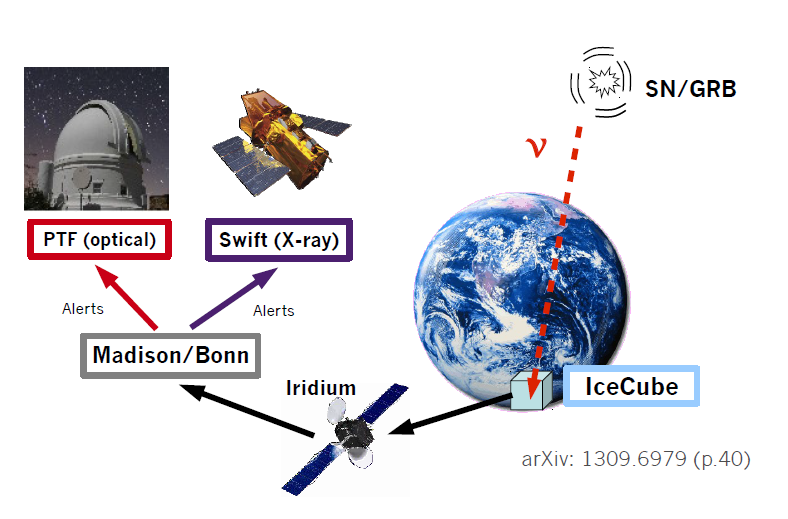 SN/GRB
ν
PTF (optical)
Swift (X-ray)
Alerts
Alerts
Madison/Bonn
Iridium
IceCube
arXiv: 1309.6979 (p.40)